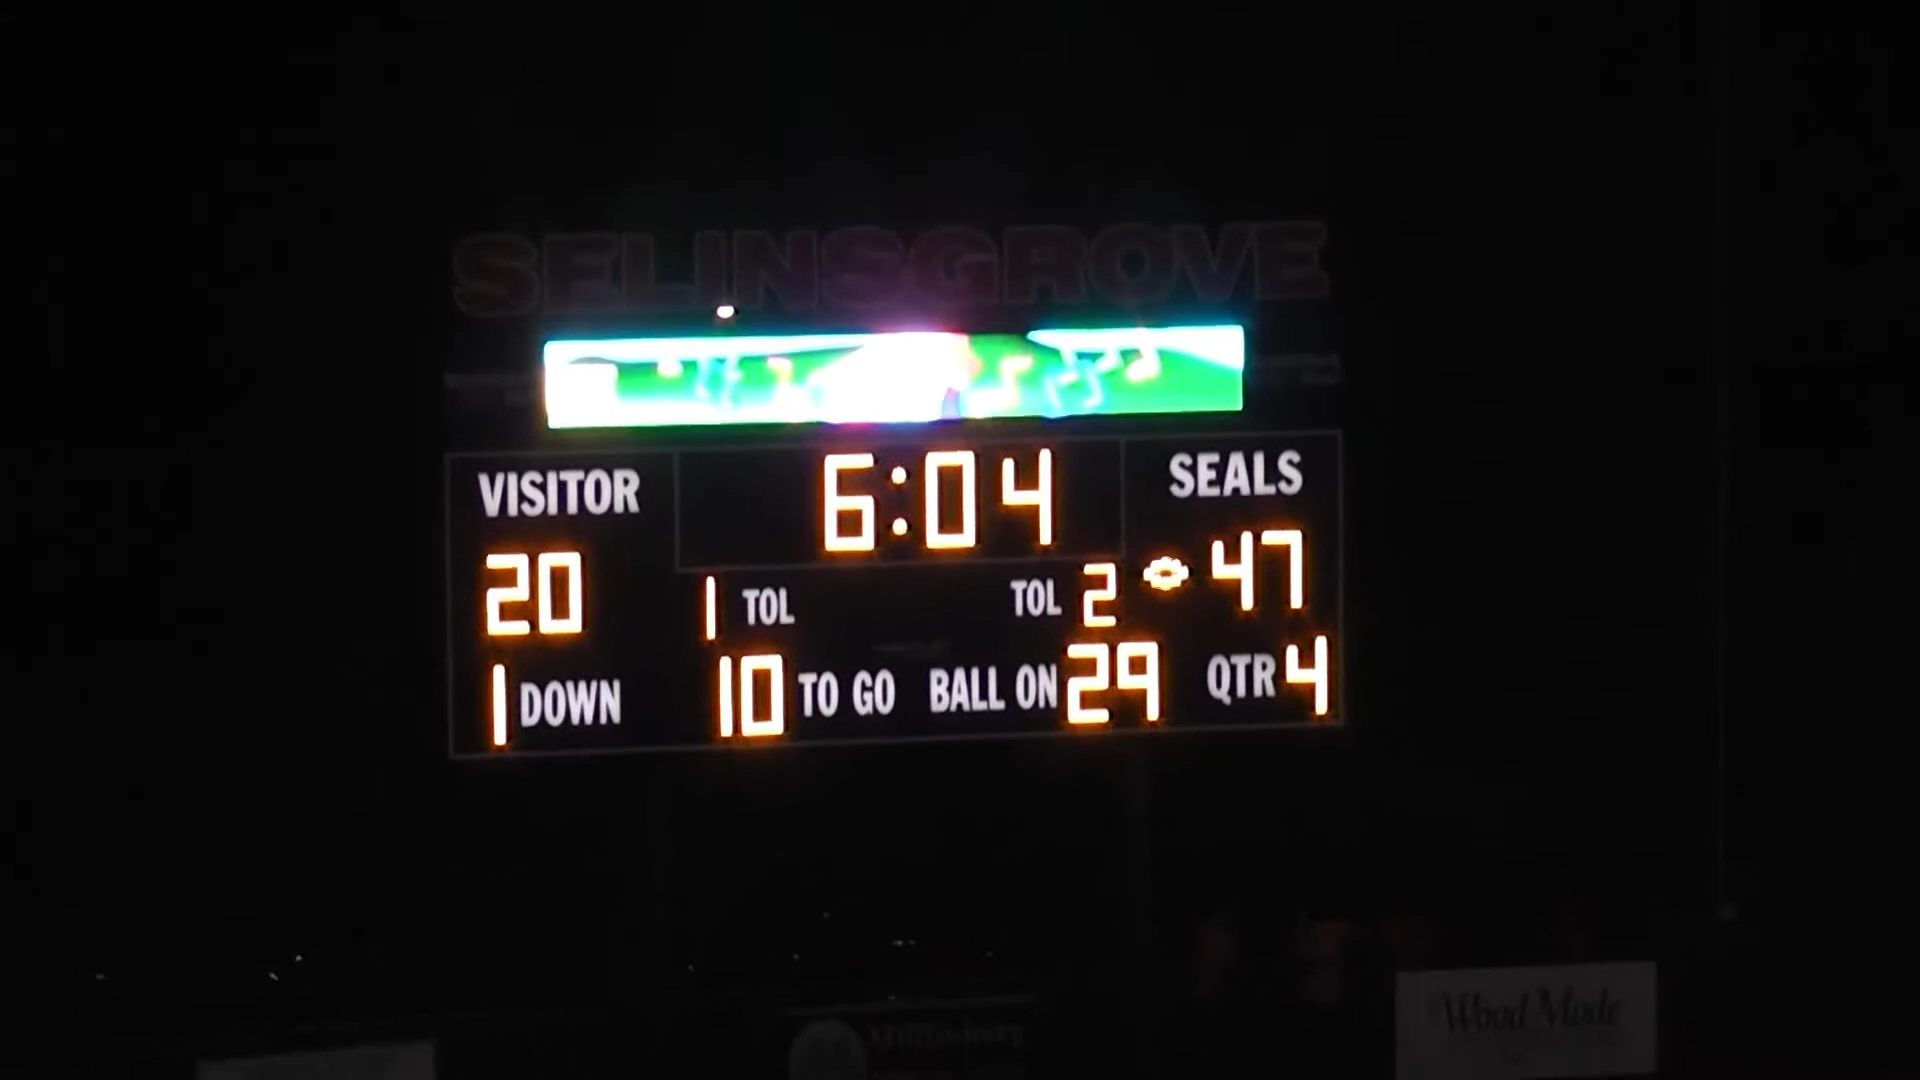 SELINSGROVE
VISITOR 6:04 SEALS
20 1 TOL TOL 2 47
1 DOWN 10 TO GO BALL ON 29 QTR 4
Wood Mode